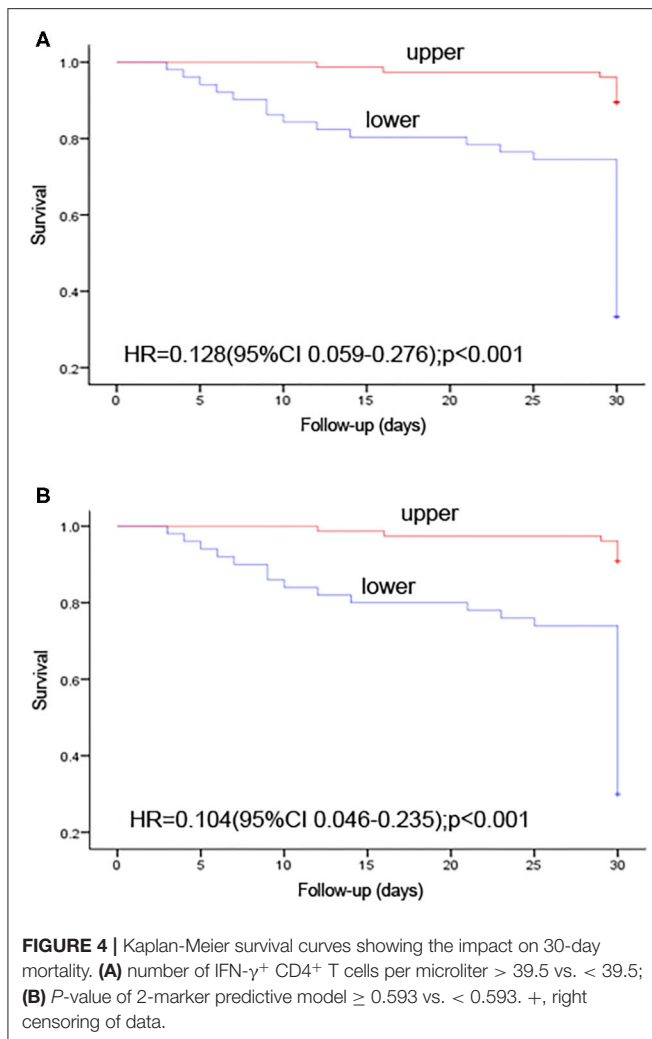 A
1.0
0.8
0.6
0.4
0.2
Survival
upper
lower
HR=0.128(95%CI 0.059-0.276);p<0.001
0 5 10 15 20 25 30
Follow-up (days)
B
1.0
0.8
0.6
0.4
0.2
Survival
upper
lower
HR=0.104(95%CI 0.046-0.235);p<0.001
0 5 10 15 20 25 30
Follow-up (days)
FIGURE 4 | Kaplan-Meier survival curves showing the impact on 30-day
mortality. (A) number of IFN-γ⁺ CD4⁺ T cells per microliter > 39.5 vs. < 39.5;
(B) P-value of 2-marker predictive model ≥ 0.593 vs. < 0.593. +, right
censoring of data.